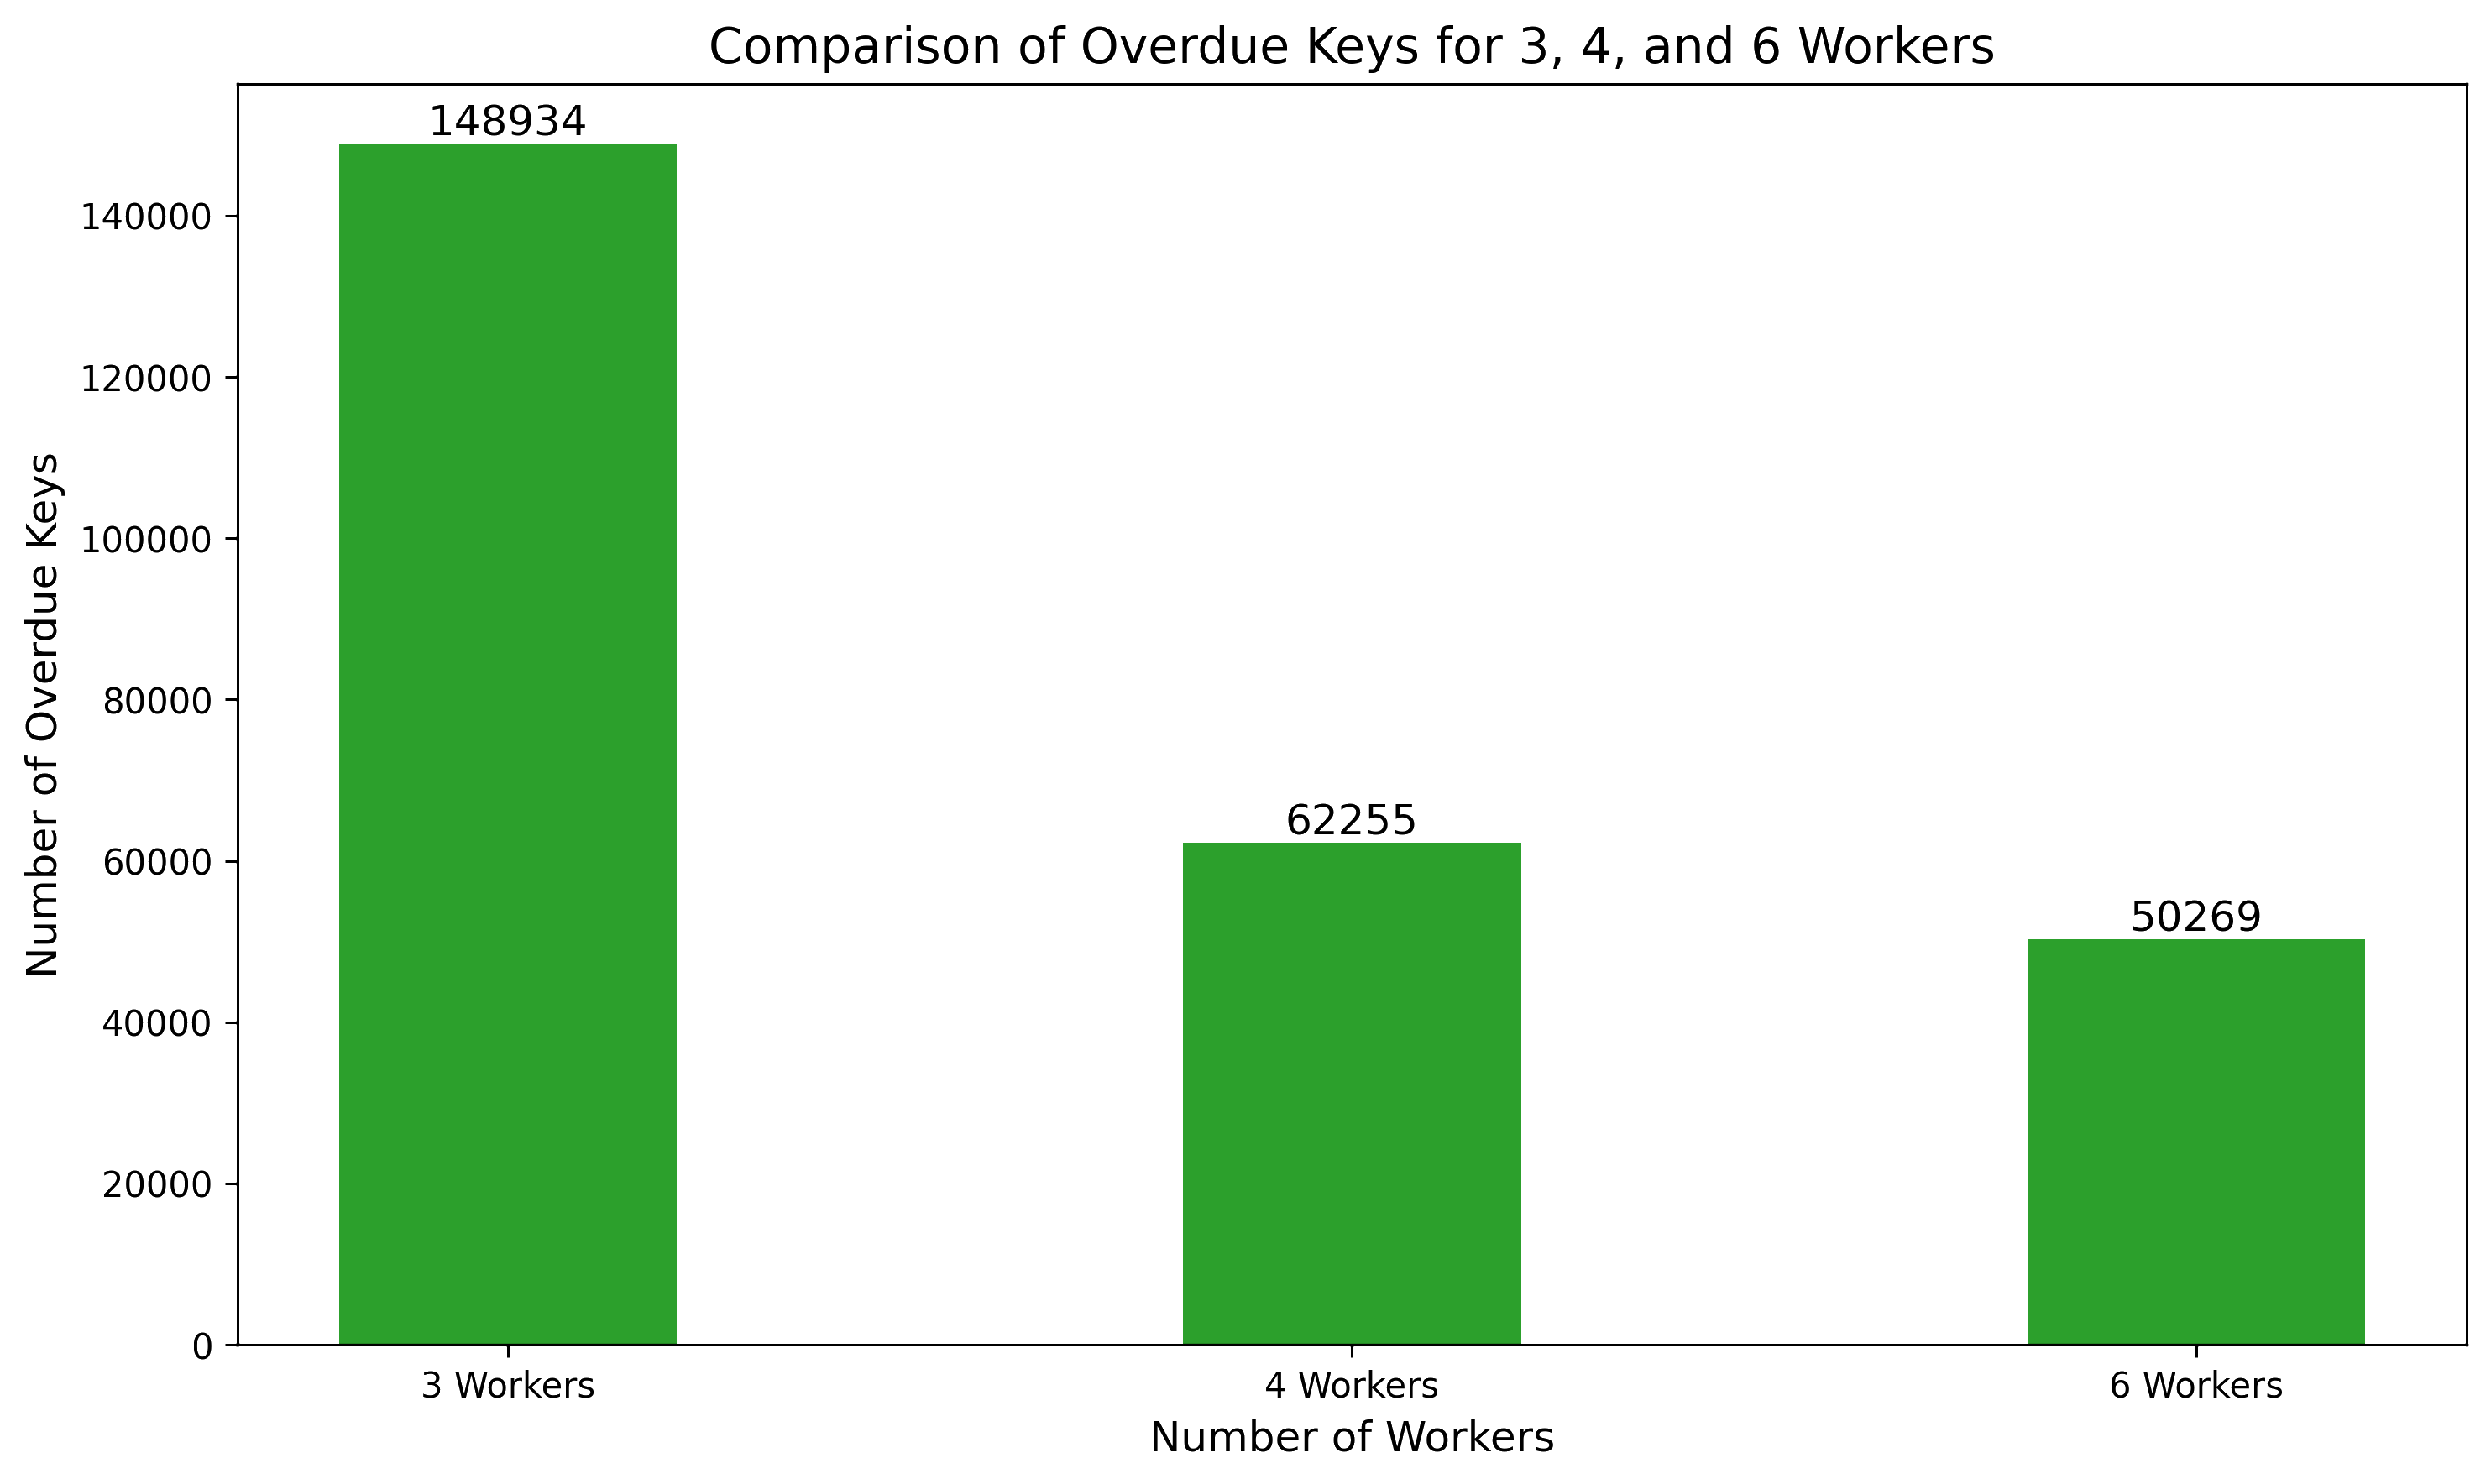 Comparison of Overdue Keys for 3, 4, and 6 Workers
148934
62255
50269
140000
120000
100000
80000
60000
40000
20000
0
Number of Overdue Keys
3 Workers
4 Workers
6 Workers
Number of Workers